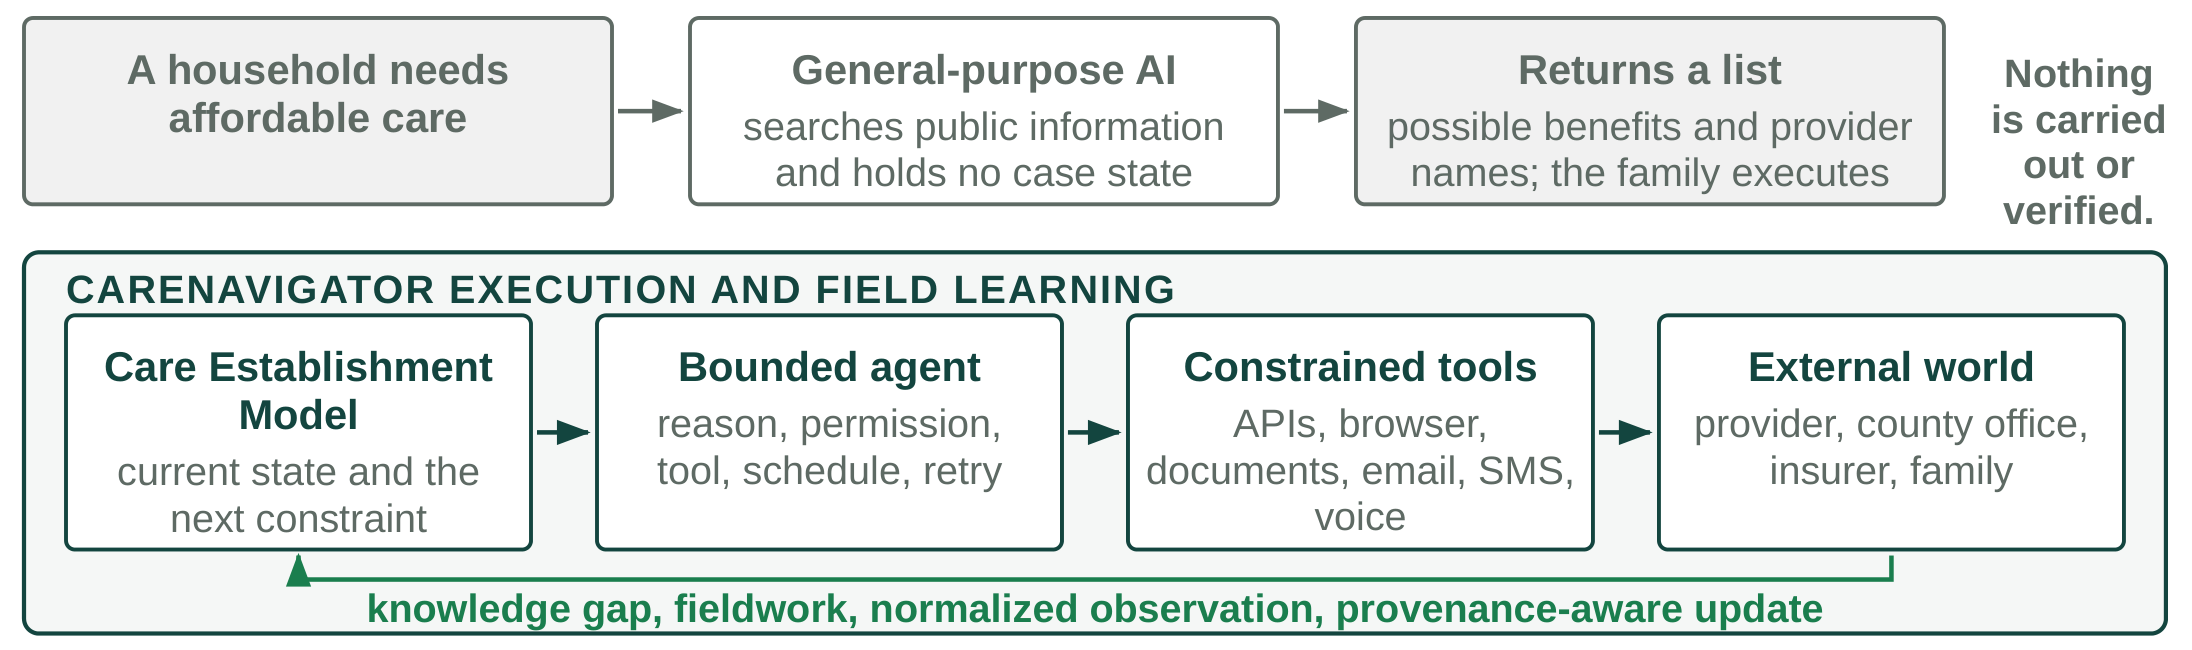 A household needs
affordable care
General-purpose AI
searches public information
and holds no case state
Returns a list
possible benefits and provider
names; the family executes
Nothing
is carried
out or
verified.
CARENAVIGATOR EXECUTION AND FIELD LEARNING
Care Establishment
Model
current state and the
next constraint
Bounded agent
reason, permission,
tool, schedule, retry
Constrained tools
APIs, browser,
documents, email, SMS,
voice
External world
provider, county office,
insurer, family
knowledge gap, fieldwork, normalized observation, provenance-aware update